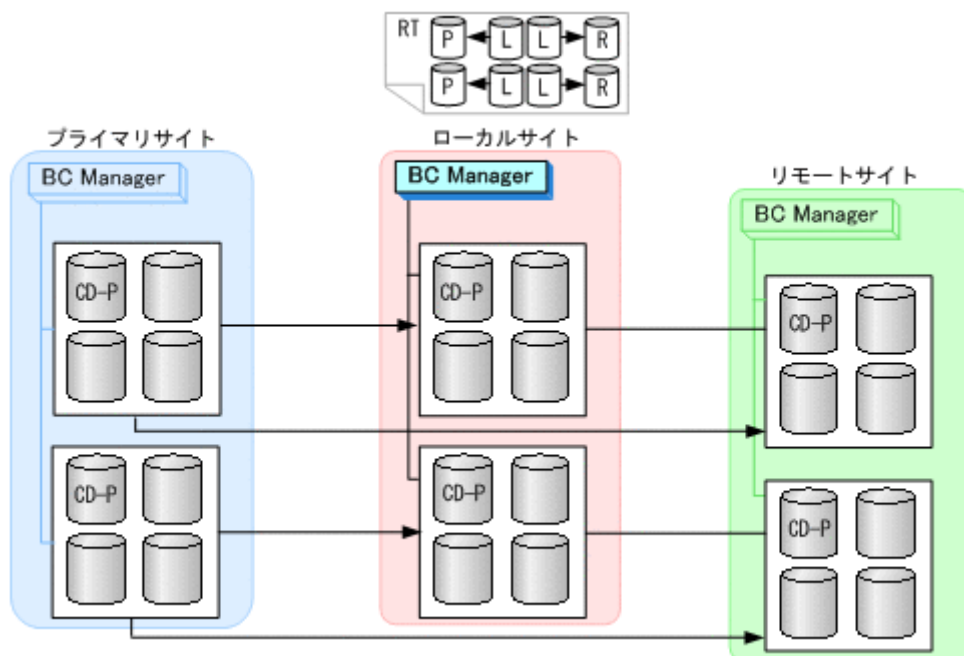 RT P L L R
P L L R
プライマリサイト
BC Manager
CD-P
CD-P
ローカルサイト
BC Manager
CD-P
CD-P
リモートサイト
BC Manager
CD-P
CD-P